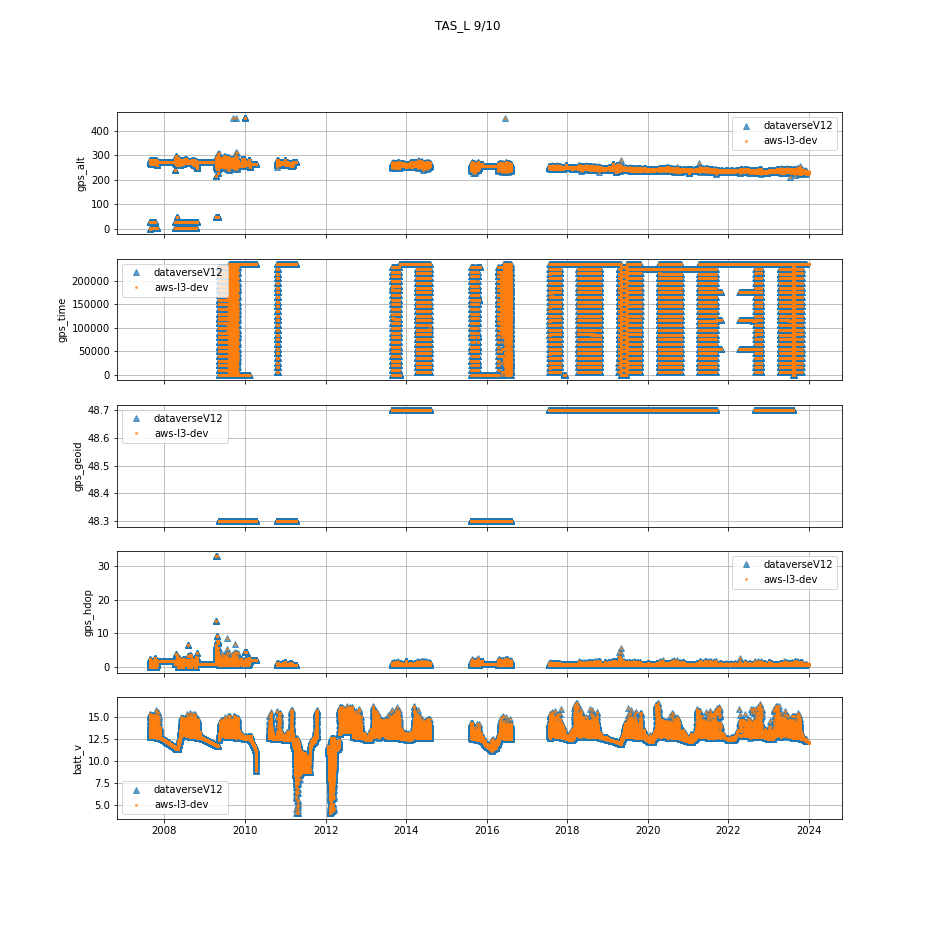 TAS_L 9/10
400
300
200
100
0
gps_alt
dataverseV12
aws-l3-dev
200000
150000
100000
50000
0
gps_time
dataverseV12
aws-l3-dev
48.7
48.6
48.5
48.4
48.3
gps_geoid
dataverseV12
aws-l3-dev
30
20
10
0
gps_hdop
dataverseV12
aws-l3-dev
15.0
12.5
10.0
7.5
5.0
batt_v
dataverseV12
aws-l3-dev
2008 2010 2012 2014 2016 2018 2020 2022 2024